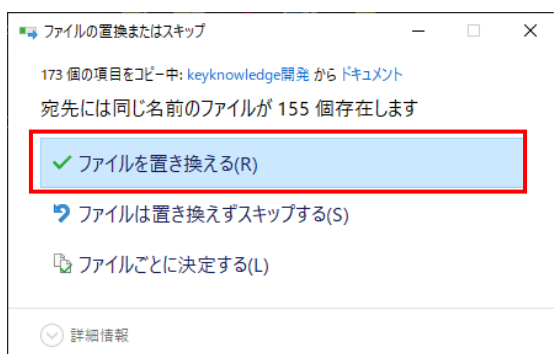 ファイルの置換またはスキップ
173 個の項目をコピー中: keyknowledge開発 から ドキュメント
宛先には同じ名前のファイルが 155 個存在します
ファイルを置き換える(R)
ファイルは置き換えずスキップする(S)
ファイルごとに決定する(L)
詳細情報